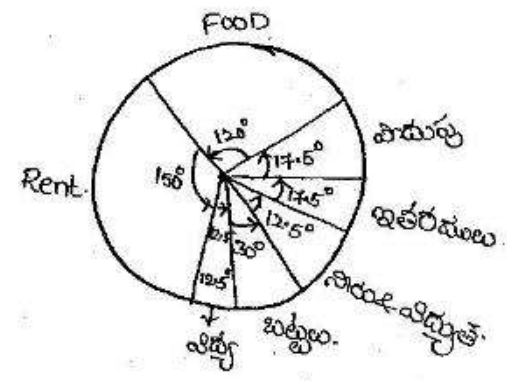 FOOD
120°
17.5°
పొదుపు
Rent.
150°
17.5°
ఇతరములు
12.5°
30°
12.5°
నీరు&విద్యుత్
బట్టలు.
విద్య